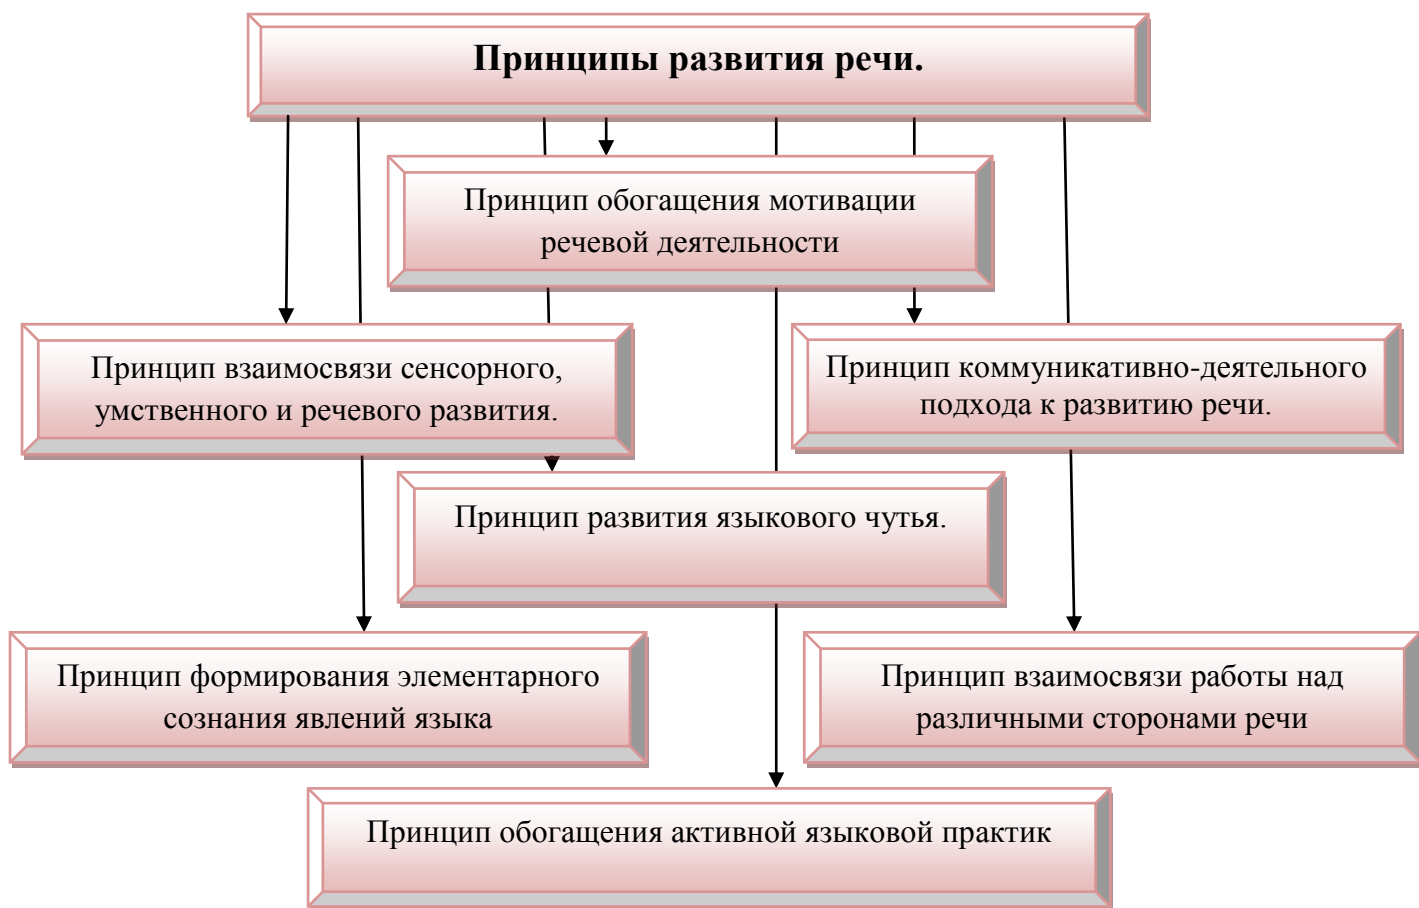 Принципы развития речи.
Принцип обогащения мотивации
речевой деятельности
Принцип взаимосвязи сенсорного,
умственного и речевого развития.
Принцип коммуникативно-деятельного
подхода к развитию речи.
Принцип развития языкового чутья.
Принцип формирования элементарного
сознания явлений языка
Принцип взаимосвязи работы над
различными сторонами речи
Принцип обогащения активной языковой практик